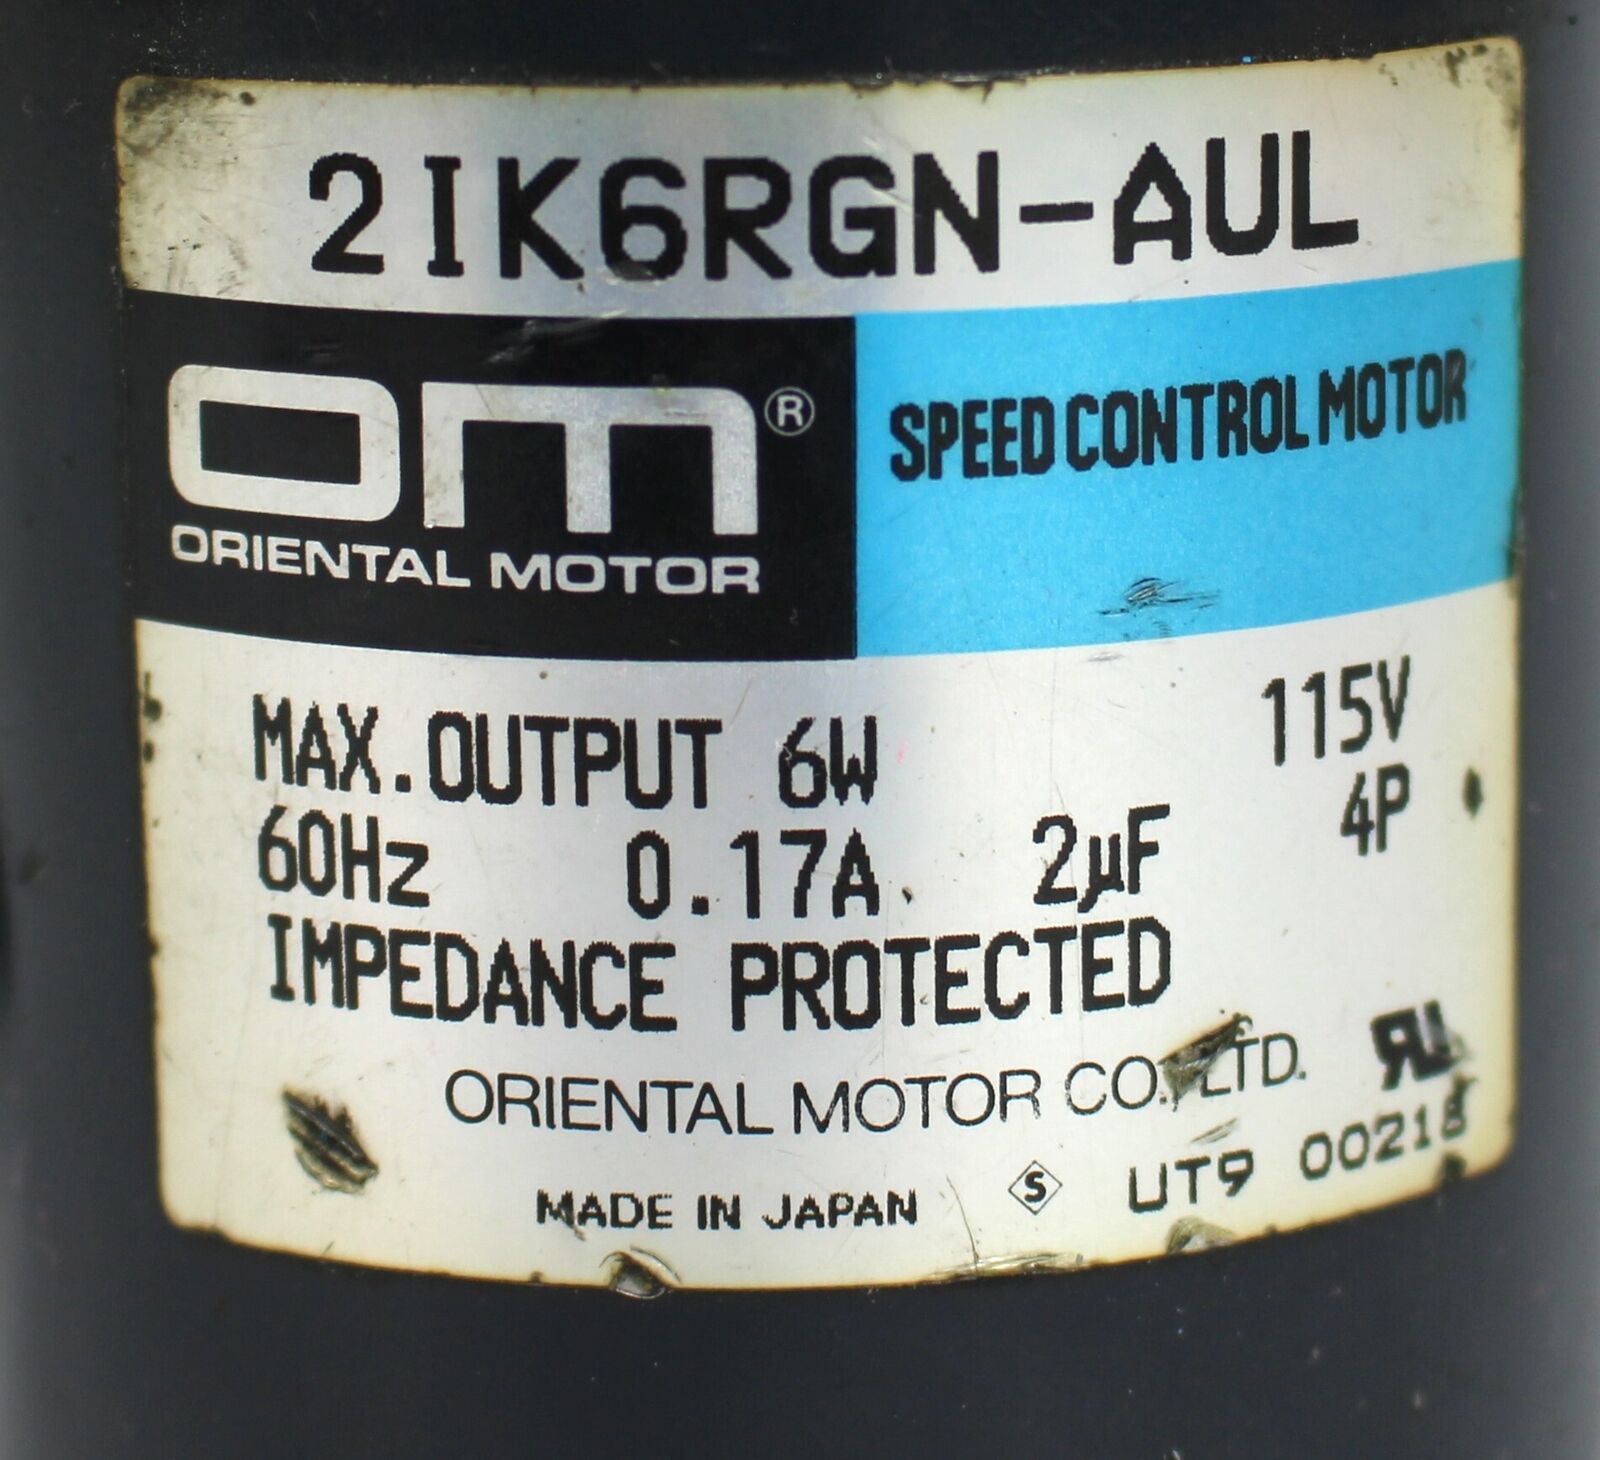 2IK6RGN-AUL
om®
ORIENTAL MOTOR
SPEED CONTROL MOTOR
MAX. OUTPUT 6W 115V
60Hz 0.17A 2µF 4P
IMPEDANCE PROTECTED
ORIENTAL MOTOR CO., LTD. RU
MADE IN JAPAN S UT9 00218